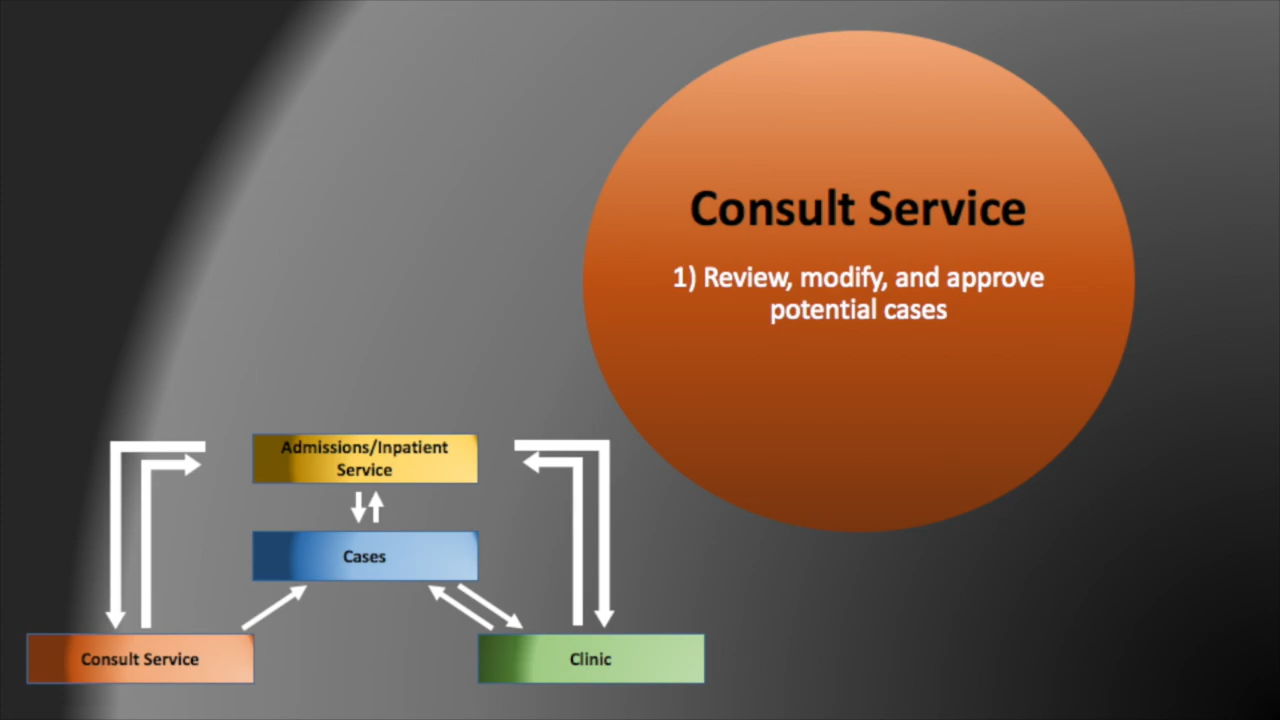 Consult Service
1) Review, modify, and approve
potential cases
Admissions/Inpatient
Service
Cases
Consult Service
Clinic